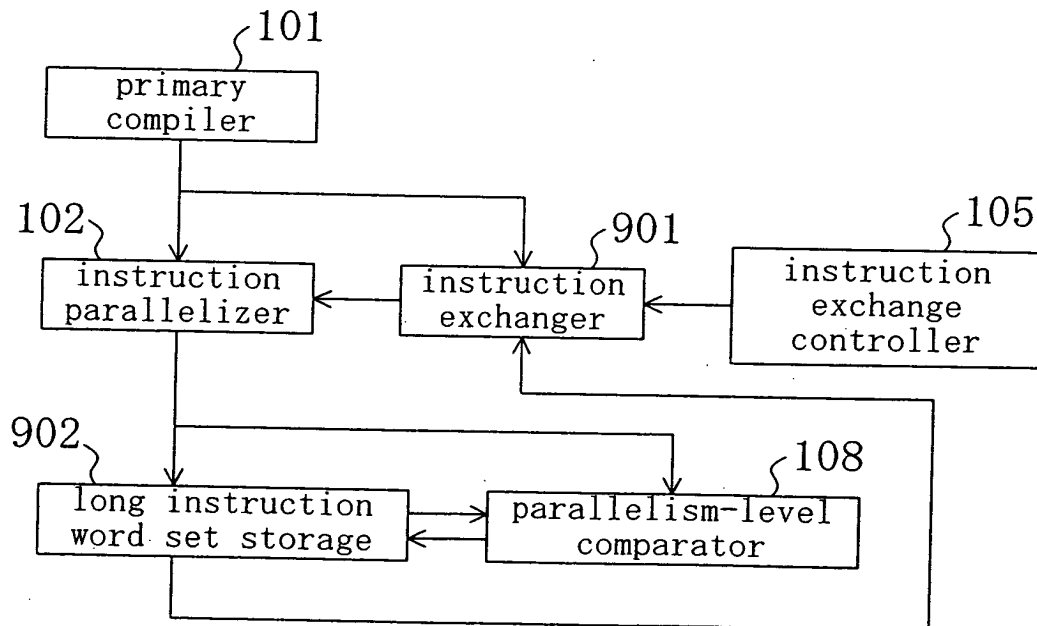 101
primary
compiler
102
instruction
parallelizer
901
instruction
exchanger
105
instruction
exchange
controller
902
long instruction
word set storage
108
parallelism-level
comparator